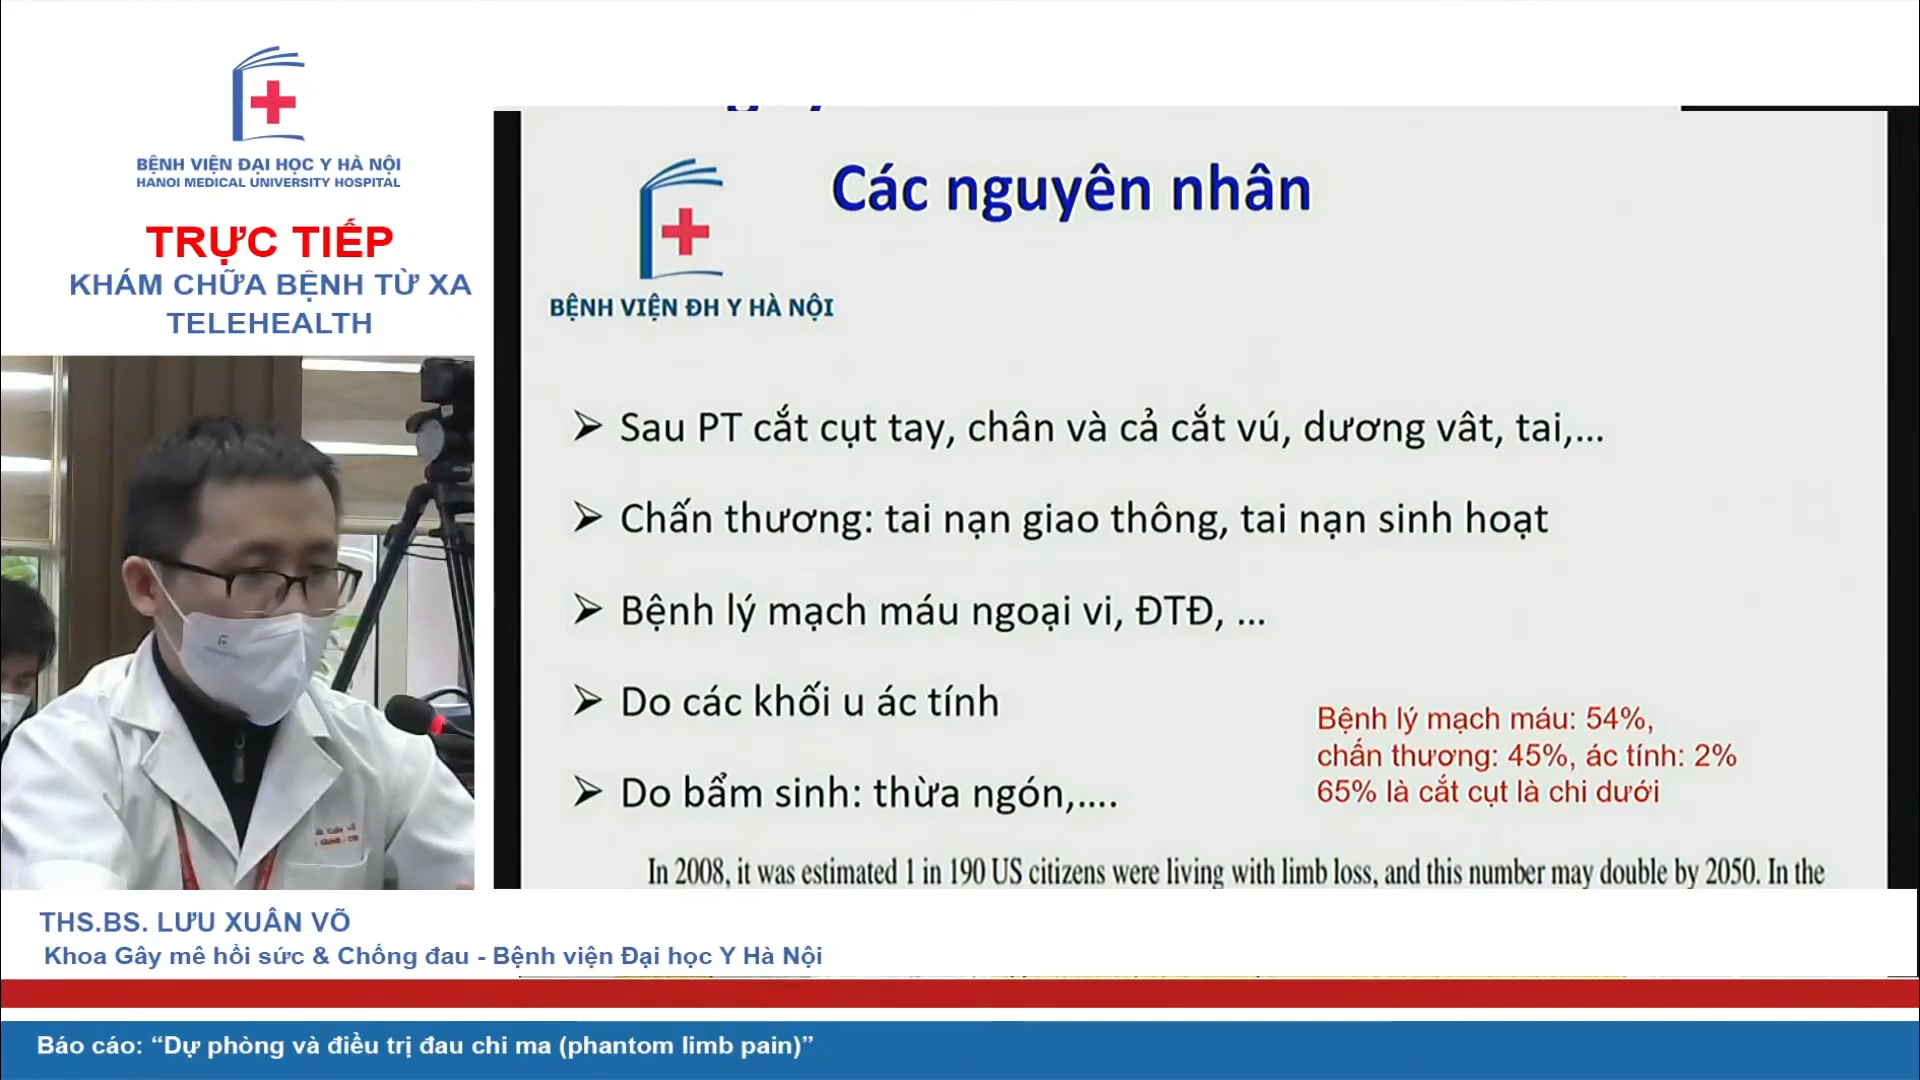 BỆNH VIỆN ĐẠI HỌC Y HÀ NỘI
HANOI MEDICAL UNIVERSITY HOSPITAL
TRỰC TIẾP
KHÁM CHỮA BỆNH TỪ XA
TELEHEALTH
Các nguyên nhân
BỆNH VIỆN ĐH Y HÀ NỘI
➢ Sau PT cắt cụt tay, chân và cả cắt vú, dương vât, tai,...
➢ Chấn thương: tai nạn giao thông, tai nạn sinh hoạt
➢ Bệnh lý mạch máu ngoại vi, ĐTĐ, ...
➢ Do các khối u ác tính
➢ Do bẩm sinh: thừa ngón,....
Bệnh lý mạch máu: 54%,
chấn thương: 45%, ác tính: 2%
65% là cắt cụt là chi dưới
In 2008, it was estimated 1 in 190 US citizens were living with limb loss, and this number may double by 2050. In the
THS.BS. LƯU XUÂN VÕ
Khoa Gây mê hồi sức & Chống đau - Bệnh viện Đại học Y Hà Nội
Báo cáo: “Dự phòng và điều trị đau chi ma (phantom limb pain)”